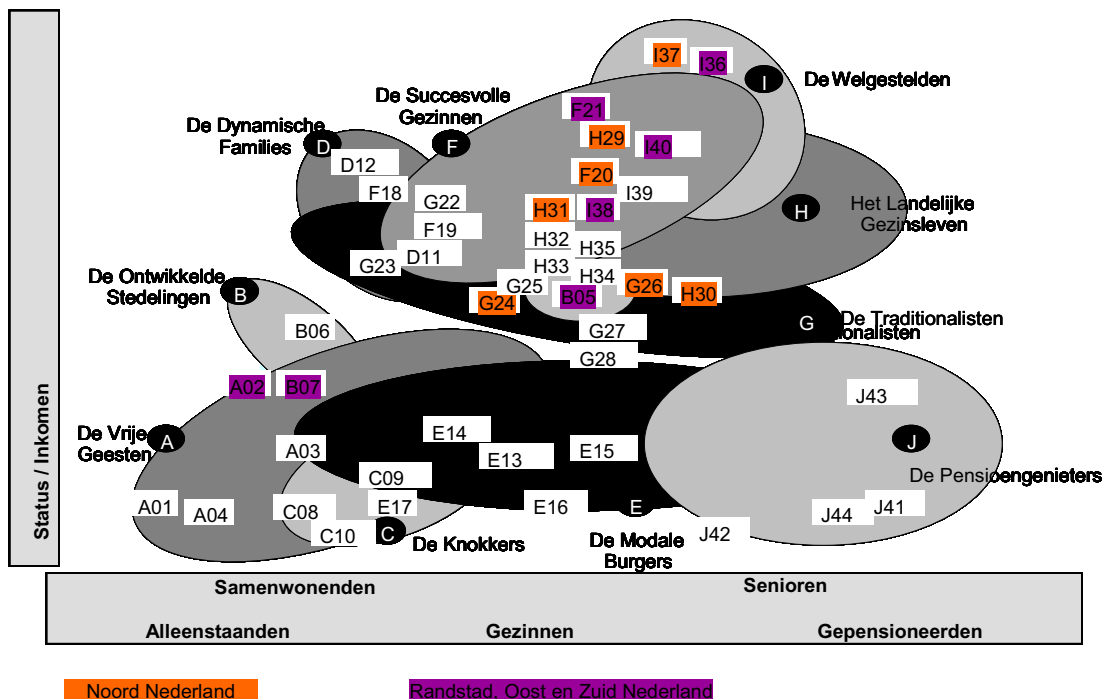 I37
I36
I
De Welgestelden
De Succesvolle
Gezinnen
F21
De Dynamische
Families
D
F
H29
I40
D12
F20
F18
I39
G22
H31
I38
H
Het Landelijke
Gezinsleven
F19
H32
H35
D11
G23
H33
H34
De Ontwikkelde
Stedelingen
B
G25
G24
B05
G26
H30
G
De Traditionalisten
ionalisten
B06
G27
G28
A02
B07
J43
De Vrije
Geesten
A
E14
A03
E13
E15
J
De Pensioengenieters
C09
A01
A04
C08
E17
E16
E
J44
J41
C10
C
De Knokkers
De Modale
Burgers
J42
Status / Inkomen
Samenwonenden
Senioren
Alleenstaanden
Gezinnen
Gepensioneerden
Noord Nederland
Randstad, Oost en Zuid Nederland